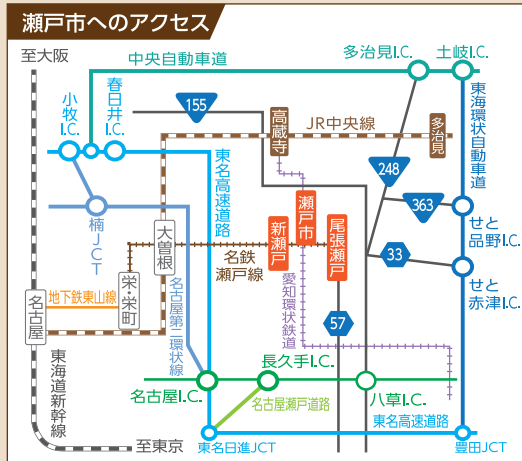 瀬戸市へのアクセス
至大阪
中央自動車道
多治見I.C.
土岐I.C.
小牧I.C.
春日井I.C.
155
高蔵寺
JR中央線
多治見
東海環状自動車道
東名高速道路
248
363
楠JCT
大曽根
新瀬戸
瀬戸市
尾張瀬戸
せと品野I.C.
名鉄瀬戸線
33
栄・栄町
地下鉄東山線
名古屋
名古屋第二環状線
愛知環状鉄道
せと赤津I.C.
57
東海道新幹線
長久手I.C.
名古屋I.C.
名古屋瀬戸道路
八草I.C.
東名高速道路
至東京
東名日進JCT
豊田JCT